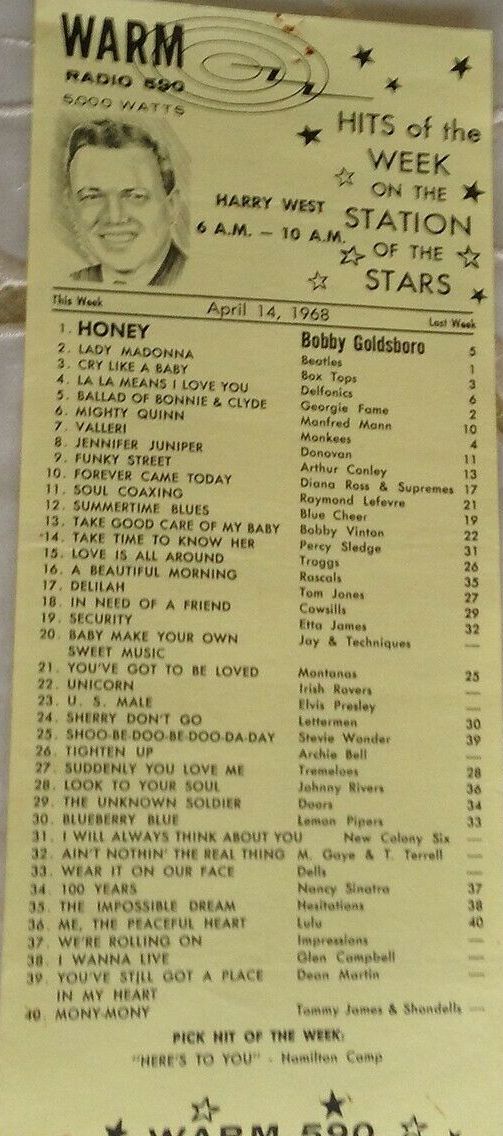 WARM
RADIO 590
5,000 WATTS
HITS of the
WEEK
ON THE
STATION
OF THE
STARS
HARRY WEST
6 A.M. – 10 A.M.
This Week April 14, 1968 Last Week
1. HONEY Bobby Goldsboro 5
2. LADY MADONNA Beatles 1
3. CRY LIKE A BABY Box Tops 3
4. LA LA MEANS I LOVE YOU Delfonics 6
5. BALLAD OF BONNIE & CLYDE Georgie Fame 2
6. MIGHTY QUINN Manfred Mann 10
7. VALLERI Monkees 4
8. JENNIFER JUNIPER Donovan 11
9. FUNKY STREET Arthur Conley 13
10. FOREVER CAME TODAY Diana Ross & Supremes 17
11. SOUL COAXING Raymond Lefevre 21
12. SUMMERTIME BLUES Blue Cheer 19
13. TAKE GOOD CARE OF MY BABY Bobby Vinton 22
14. TAKE TIME TO KNOW HER Percy Sledge 31
15. LOVE IS ALL AROUND Troggs 26
16. A BEAUTIFUL MORNING Rascals 35
17. DELILAH Tom Jones 27
18. IN NEED OF A FRIEND Cowsills 29
19. SECURITY Etta James 32
20. BABY MAKE YOUR OWN Jay & Techniques —
SWEET MUSIC
21. YOU'VE GOT TO BE LOVED Montanas 25
22. UNICORN Irish Rovers —
23. U. S. MALE Elvis Presley —
24. SHERRY DON'T GO Lettermen 30
25. SHOO-BE-DOO-BE-DOO-DA-DAY Stevie Wonder 39
26. TIGHTEN UP Archie Bell —
27. SUDDENLY YOU LOVE ME Tremeloes 28
28. LOOK TO YOUR SOUL Johnny Rivers 36
29. THE UNKNOWN SOLDIER Doors 34
30. BLUEBERRY BLUE Lemon Pipers 33
31. I WILL ALWAYS THINK ABOUT YOU New Colony Six —
32. AIN'T NOTHIN' THE REAL THING M. Gaye & T. Terrell —
33. WEAR IT ON OUR FACE Dells —
34. 100 YEARS Nancy Sinatra 37
35. THE IMPOSSIBLE DREAM Hesitations 38
36. ME, THE PEACEFUL HEART Lulu 40
37. WE'RE ROLLING ON Impressions —
38. I WANNA LIVE Glen Campbell —
39. YOU'VE STILL GOT A PLACE Dean Martin —
IN MY HEART
40. MONY-MONY Tommy James & Shondells —
PICK HIT OF THE WEEK:
"HERE'S TO YOU" - Hamilton Camp
WARM 590